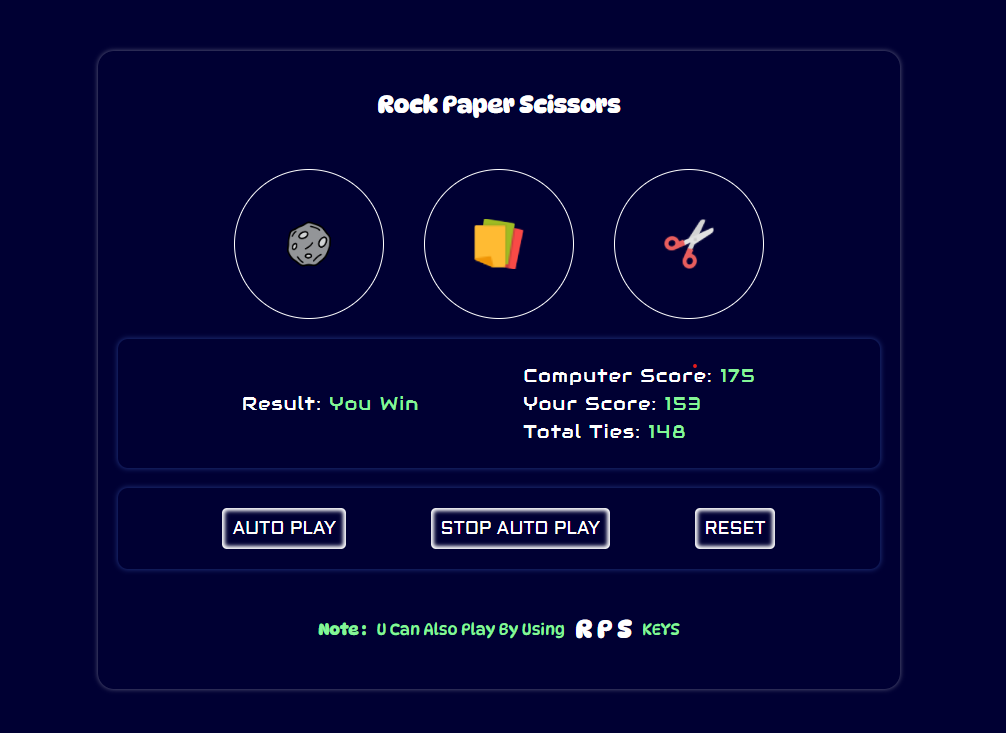 Rock Paper Scissors
Result: You Win
Computer Score: 175
Your Score: 153
Total Ties: 148
AUTO PLAY
STOP AUTO PLAY
RESET
Note: U Can Also Play By Using R P S KEYS